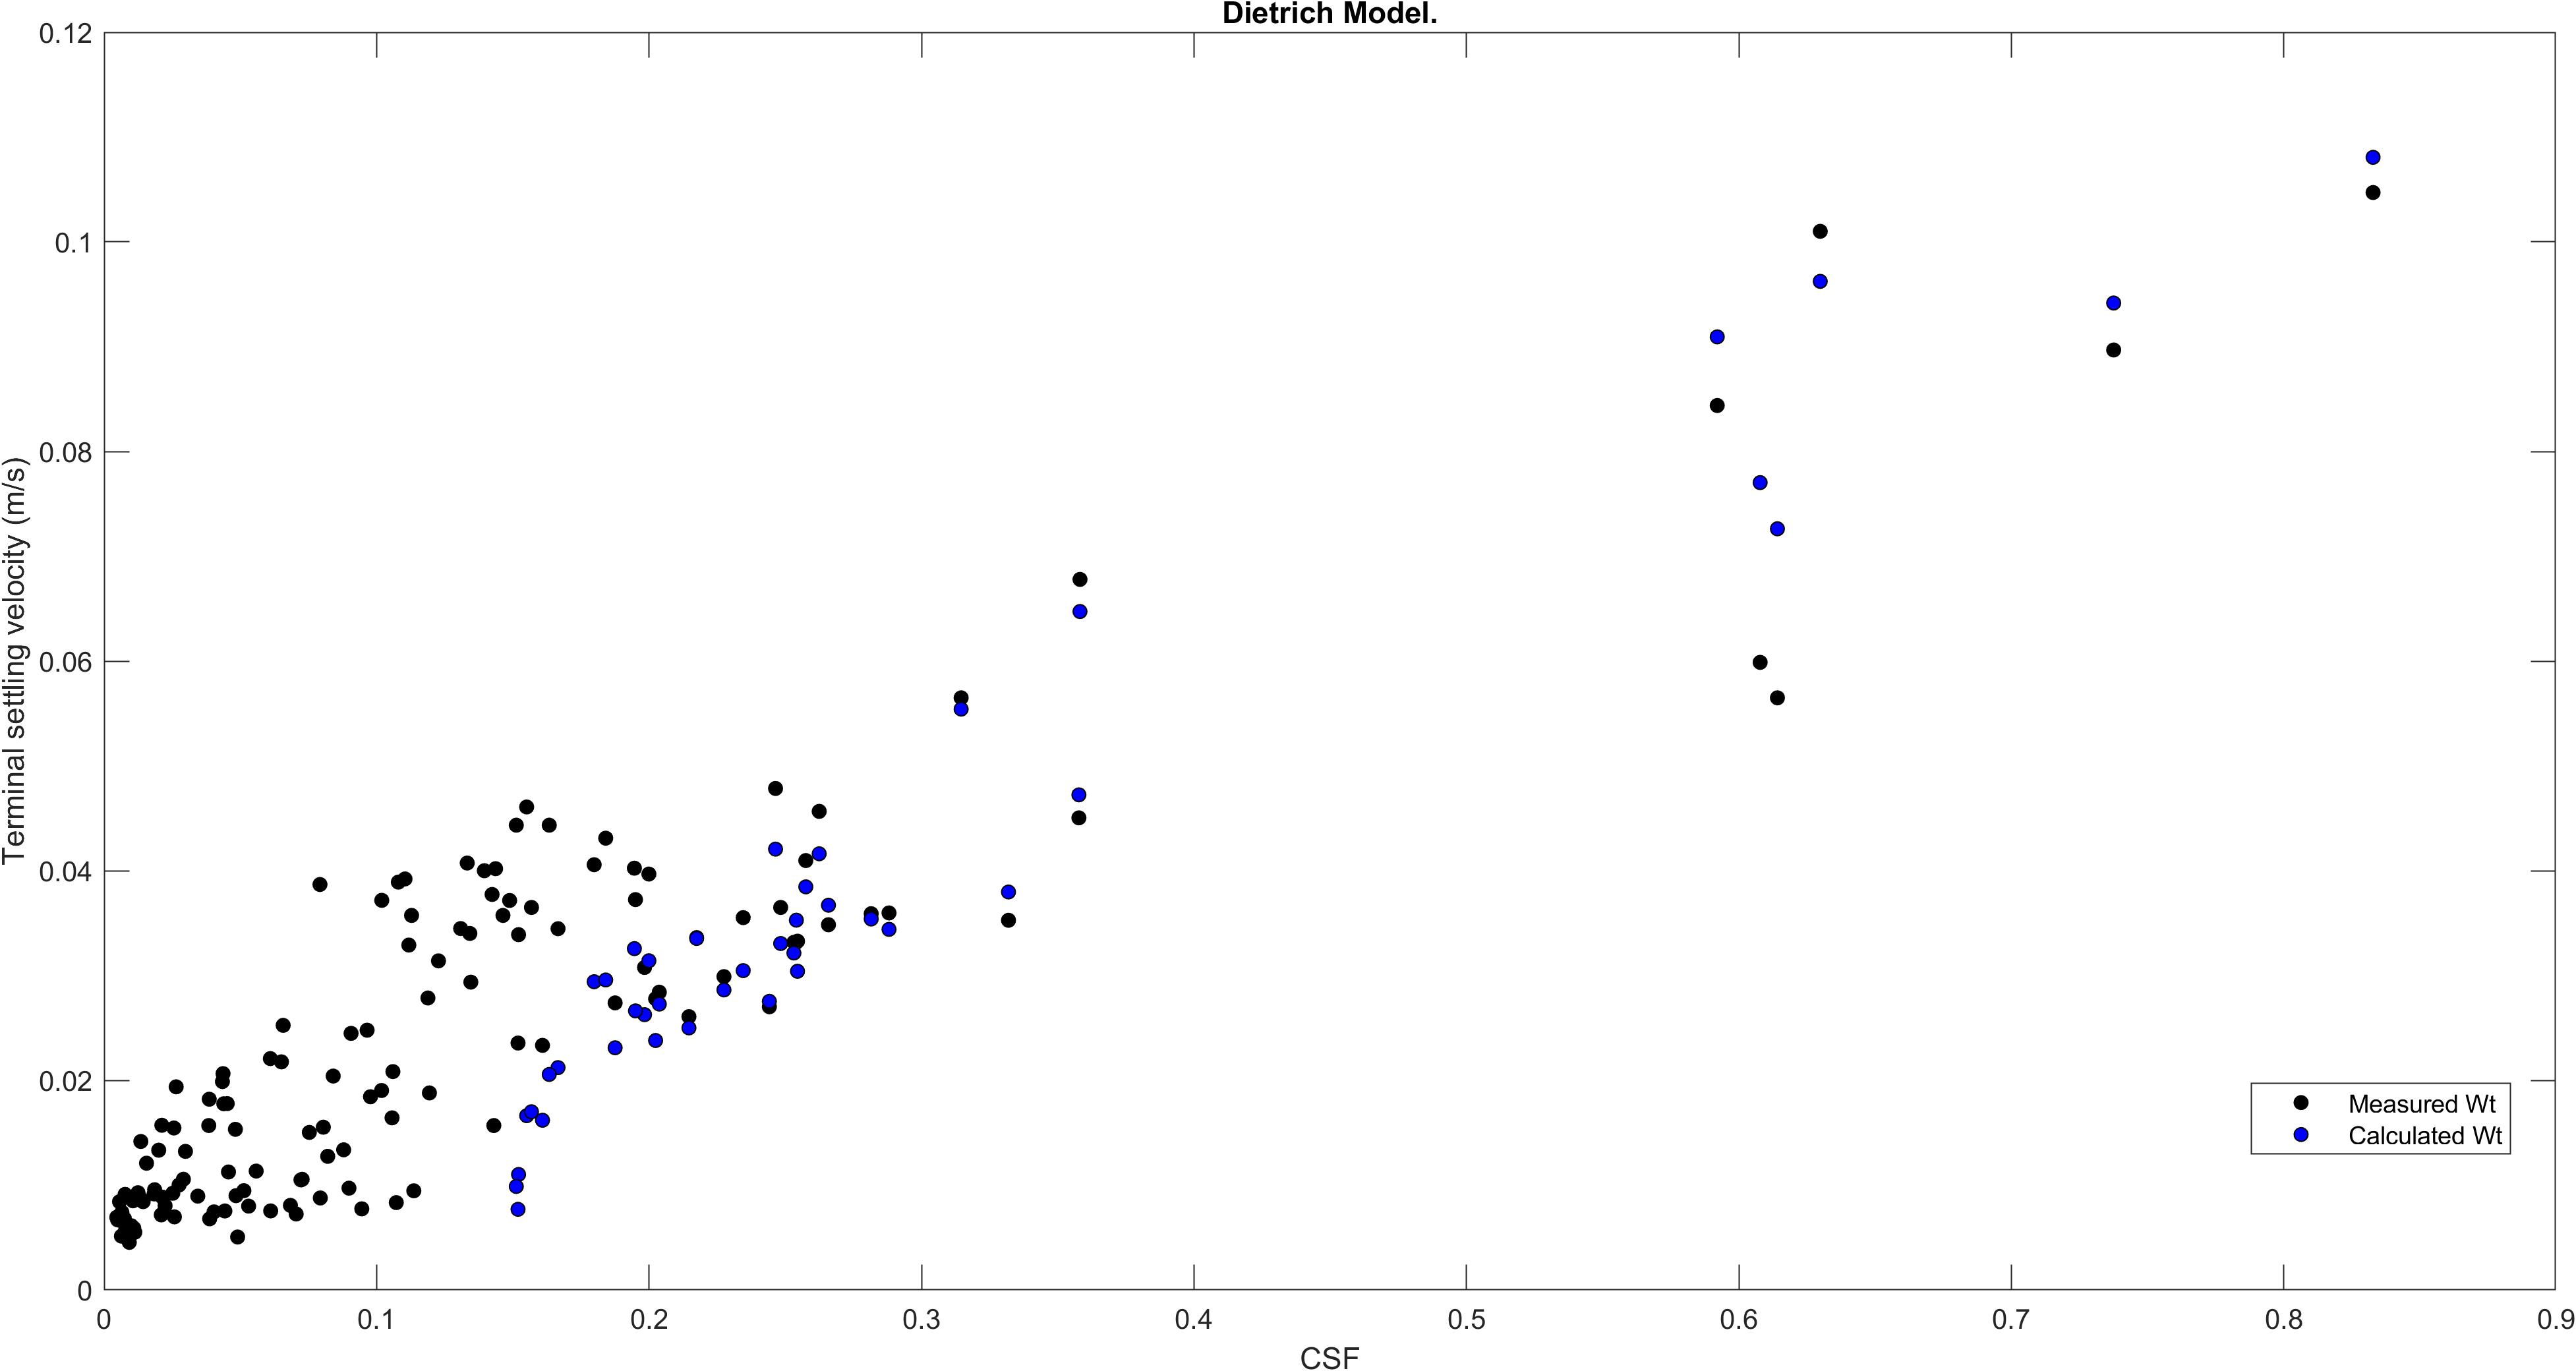 Dietrich Model.
0.12
0.1
0.08
0.06
0.04
0.02
0
Terminal settling velocity (m/s)
Measured Wt
Calculated Wt
0 0.1 0.2 0.3 0.4 0.5 0.6 0.7 0.8 0.9
CSF